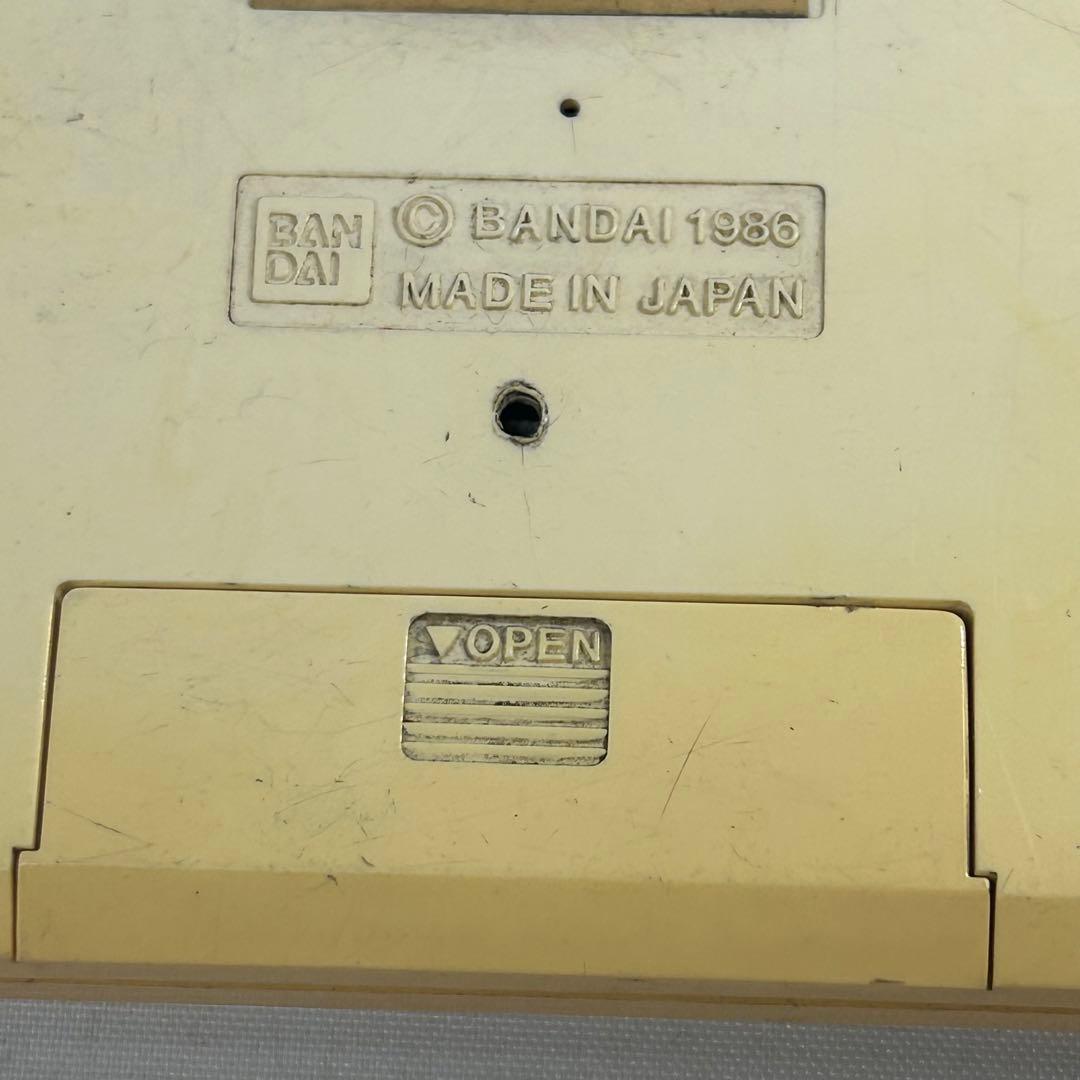 BAN
DAI
© BANDAI 1986
MADE IN JAPAN
▼OPEN